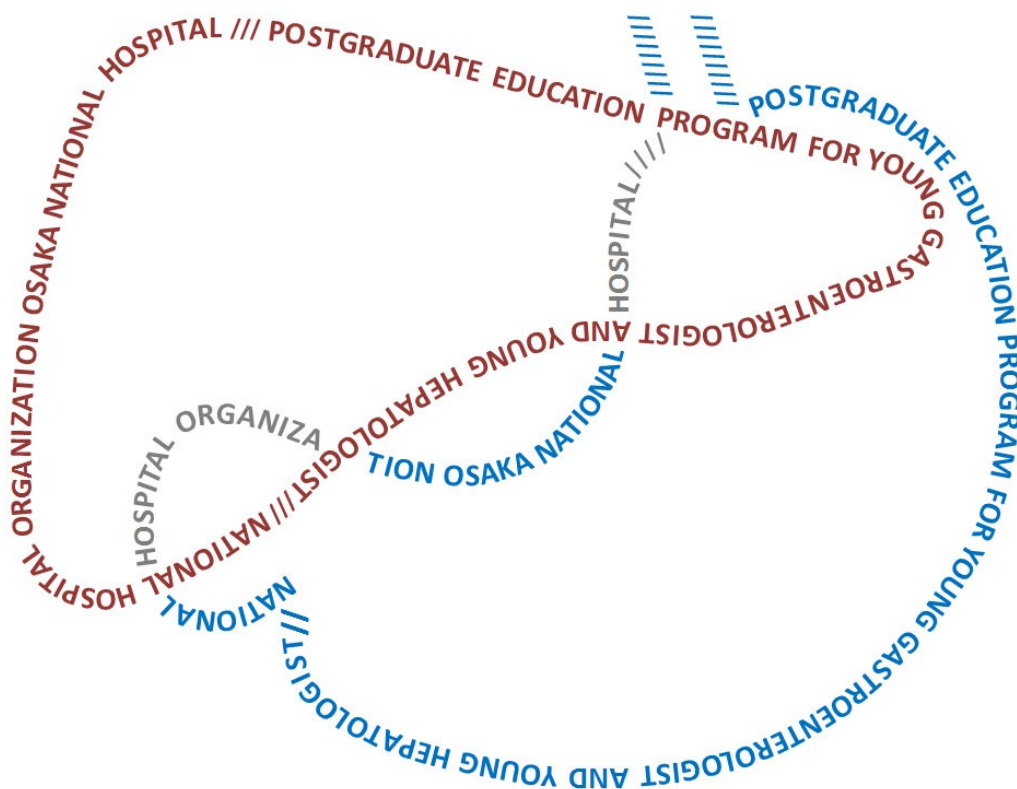 POSTGRADUATE EDUCATION PROGRAM FOR YOUNG GASTROENTEROLOGIST AND YOUNG HEPATOLOGIST///NATIONAL HOSPITAL ORGANIZATION OSAKA NATIONAL HOSPITAL ///
POSTGRADUATE EDUCATION PROGRAM FOR YOUNG GASTROENTEROLOGIST AND YOUNG HEPATOLOGIST//
NATIONAL
HOSPITAL ORGANIZA
TION OSAKA NATIONAL
HOSPITAL////